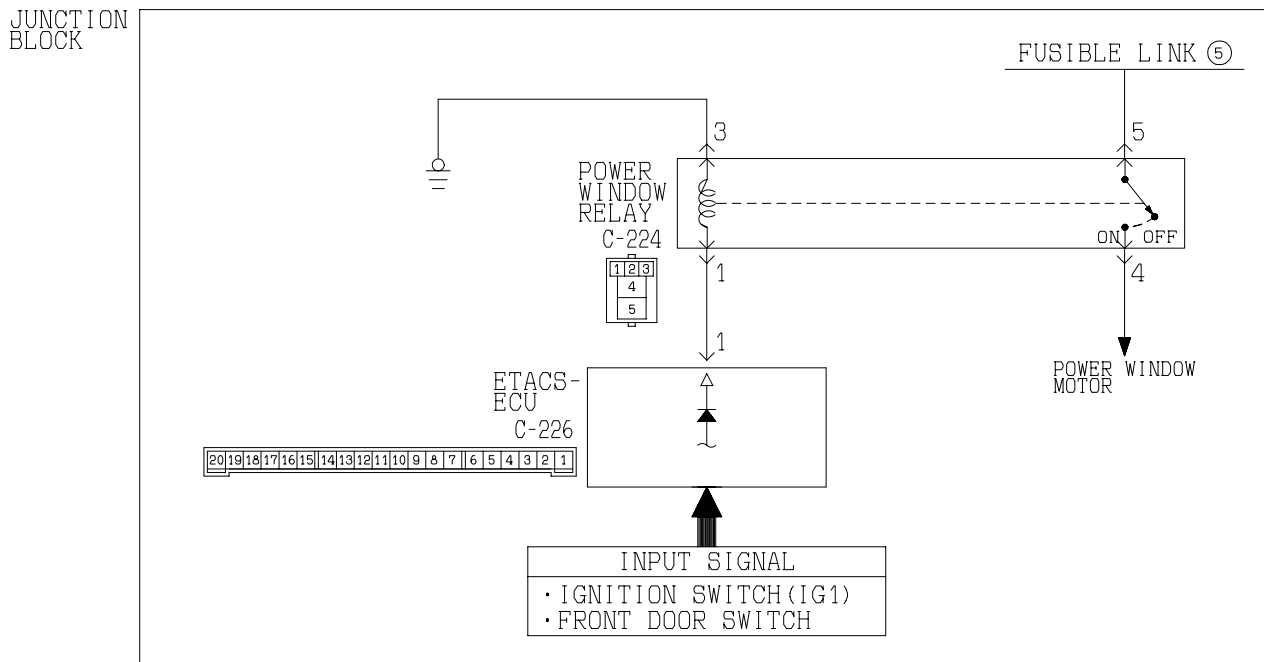 JUNCTION
BLOCK
FUSIBLE LINK ⑤
3
5
POWER
WINDOW
RELAY
C-224
ON OFF
1 2 3
4
5
1
4
1
POWER WINDOW
MOTOR
ETACS-
ECU
C-226
20 19 18 17 16 15 14 13 12 11 10 9 8 7 6 5 4 3 2 1
INPUT SIGNAL
・IGNITION SWITCH(IG1)
・FRONT DOOR SWITCH